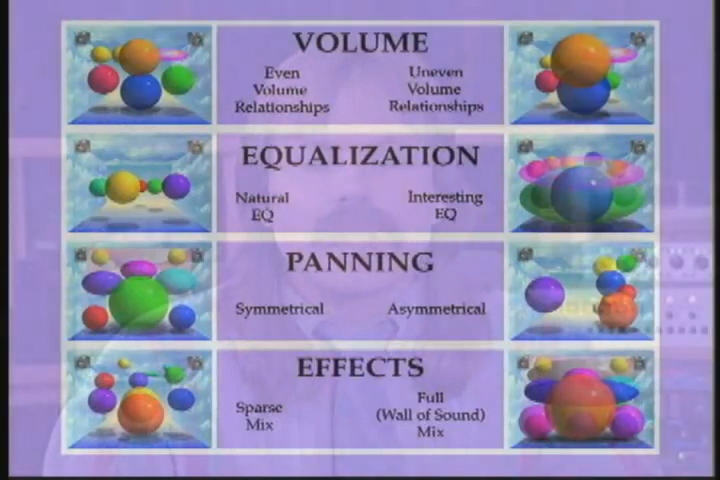 VOLUME
Even
Volume
Relationships
Uneven
Volume
Relationships
EQUALIZATION
Natural
EQ
Interesting
EQ
PANNING
Symmetrical
Asymmetrical
EFFECTS
Sparse
Mix
Full
(Wall of Sound)
Mix